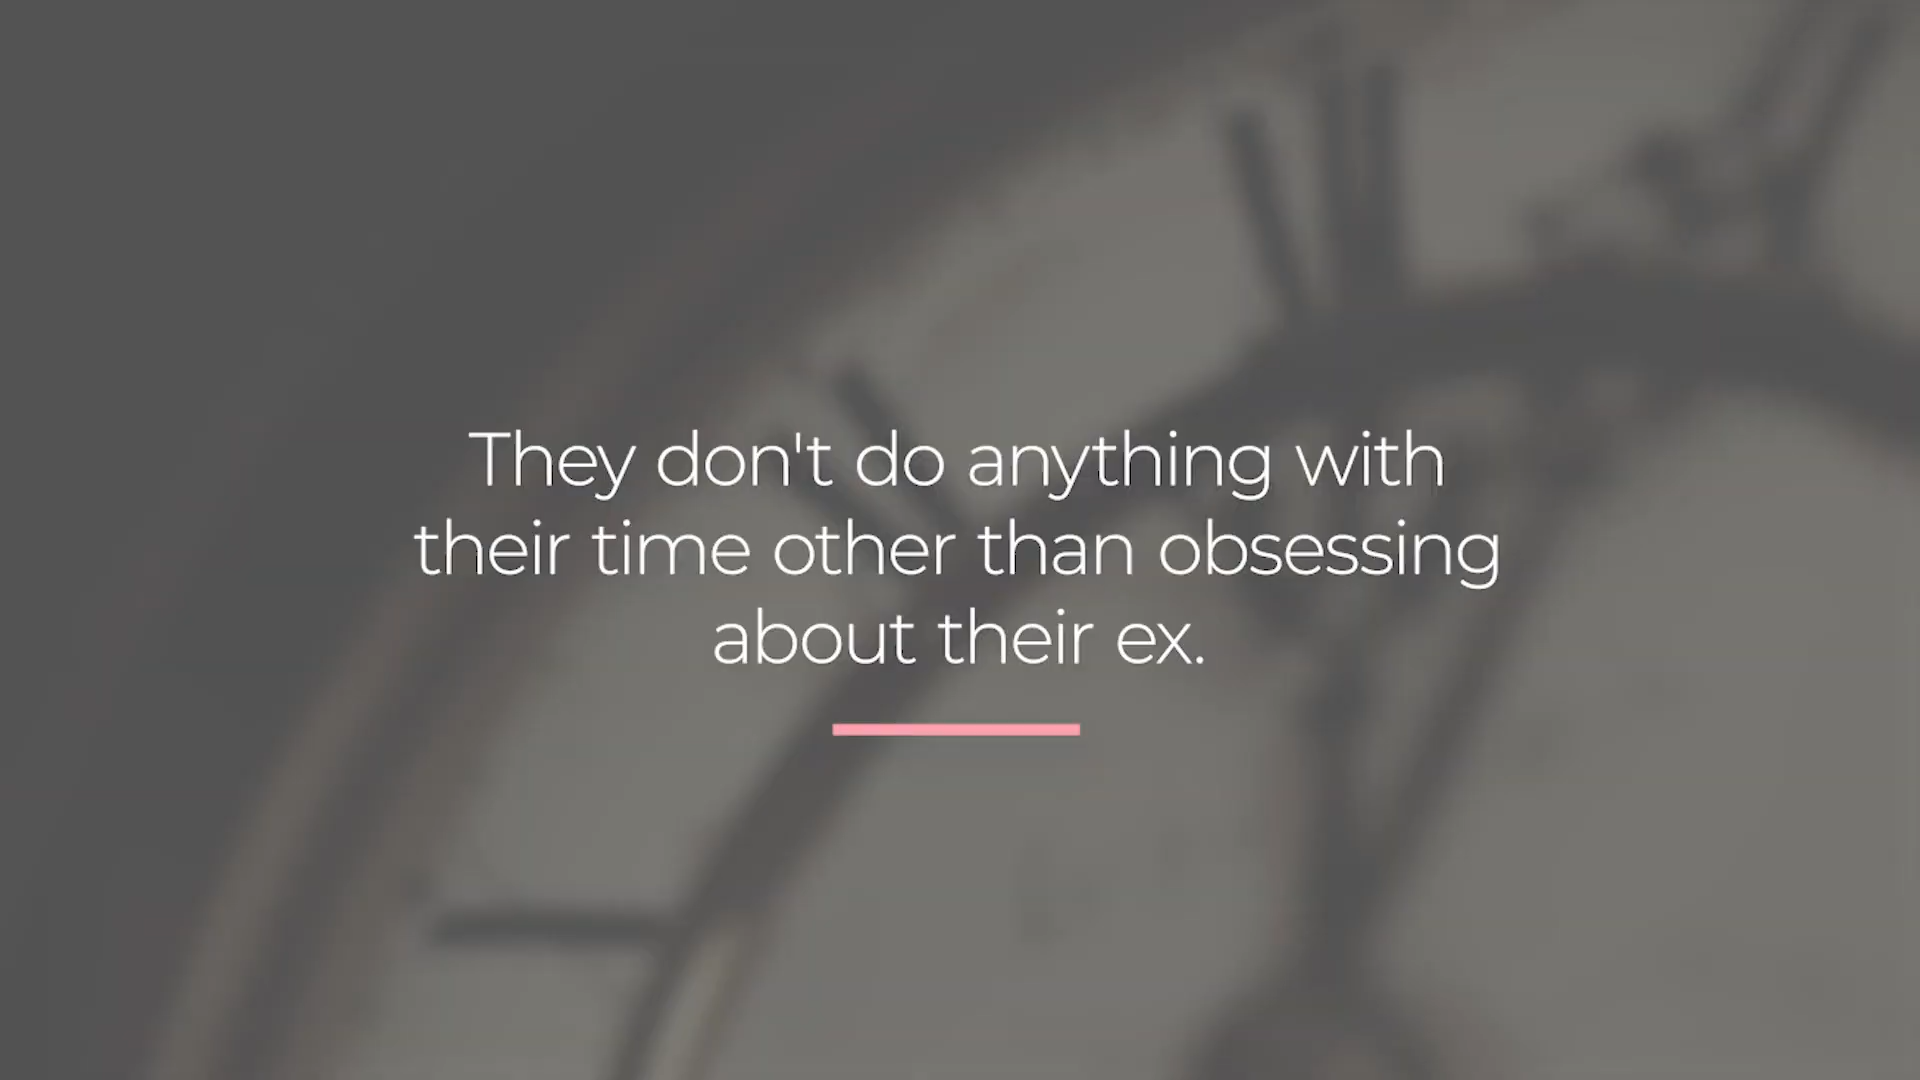 They don't do anything with
their time other than obsessing
about their ex.